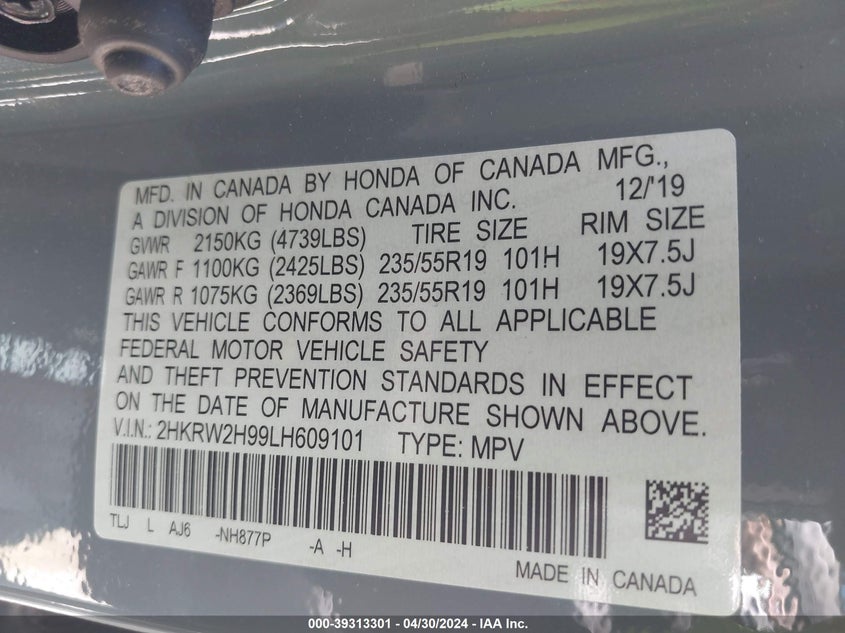 MFD. IN CANADA BY HONDA OF CANADA MFG.,
A DIVISION OF HONDA CANADA INC. 12/'19
GVWR 2150KG (4739LBS) TIRE SIZE RIM SIZE
GAWR F 1100KG (2425LBS) 235/55R19 101H 19X7.5J
GAWR R 1075KG (2369LBS) 235/55R19 101H 19X7.5J
THIS VEHICLE CONFORMS TO ALL APPLICABLE
FEDERAL MOTOR VEHICLE SAFETY
AND THEFT PREVENTION STANDARDS IN EFFECT
ON THE DATE OF MANUFACTURE SHOWN ABOVE.
V.I.N.: 2HKRW2H99LH609101 TYPE: MPV
TLJ L AJ6 -NH877P -A -H
MADE IN CANADA
000-39313301 - 04/30/2024 - IAA Inc.